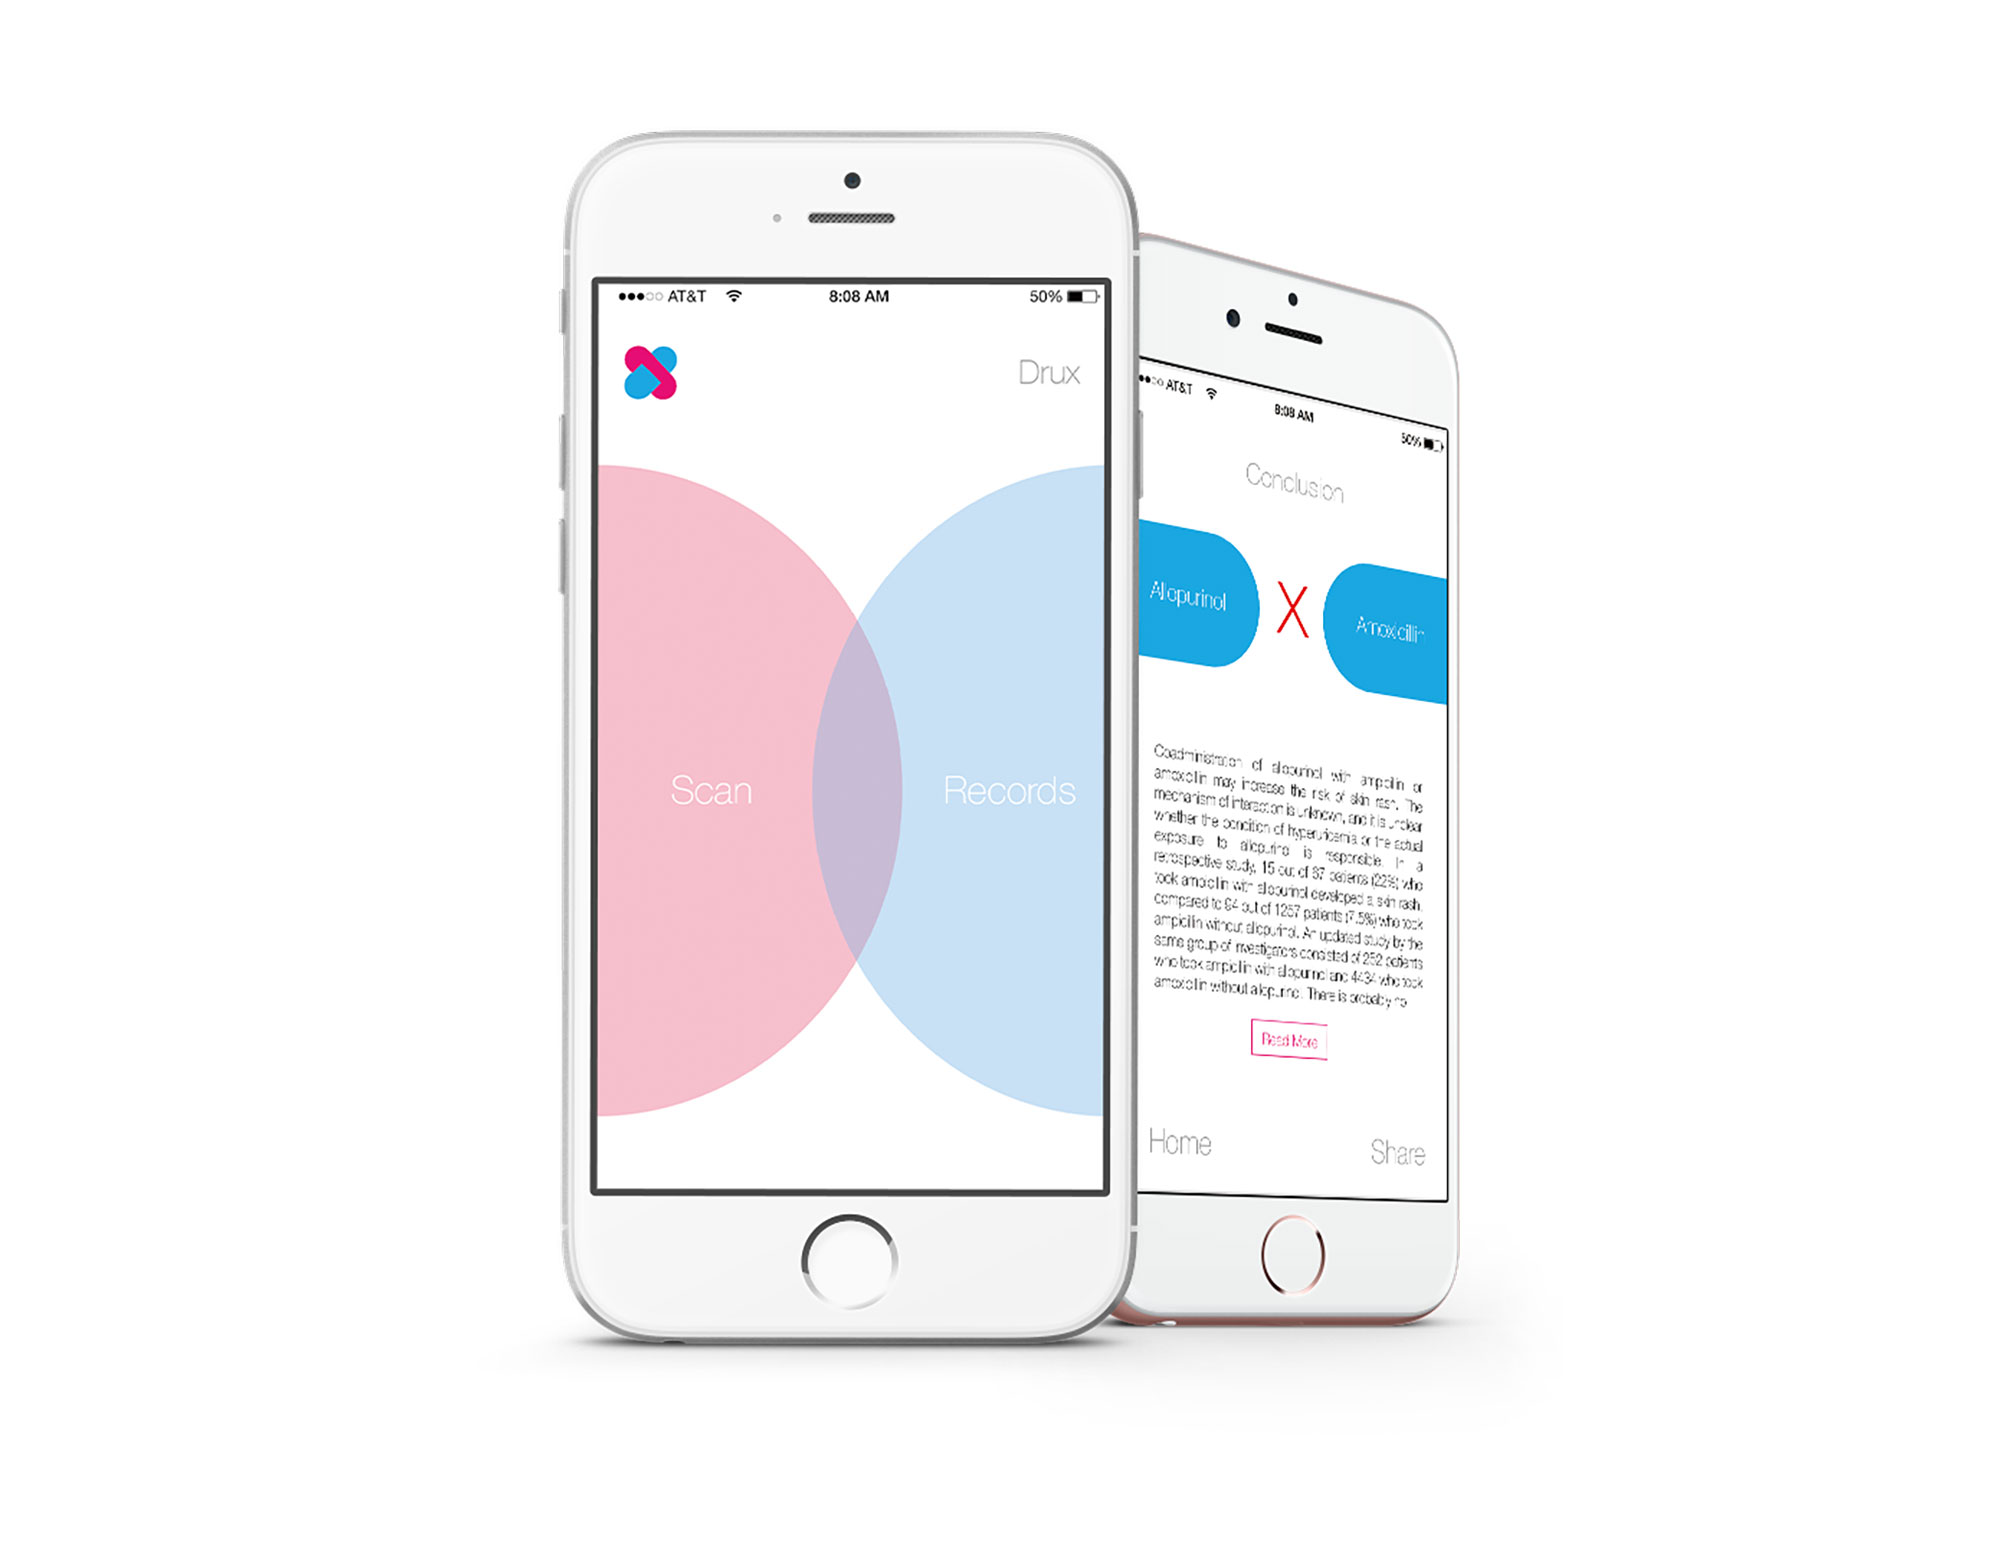 AT&T 8:08 AM 50%
Drux
Scan Records
AT&T 8:08 AM 50%
Conclusion
Allopurinol X Amoxicillin
Coadministration of allopurinol with ampicillin or
amoxicillin may increase the risk of skin rash. The
mechanism of interaction is unknown, and it is unclear
whether the condition of hyperuricemia or the actual
exposure to allopurinol is responsible. In a
retrospective study, 15 out of 67 patients (22%) who
took ampicillin with allopurinol developed a skin rash,
compared to 94 out of 1257 patients (7.5%) who took
ampicillin without allopurinol. An updated study by the
same group of investigators consisted of 252 patients
who took ampicillin with allopurinol and 4434 who took
amoxicillin without allopurinol. There is probably no
Read More
Home Share